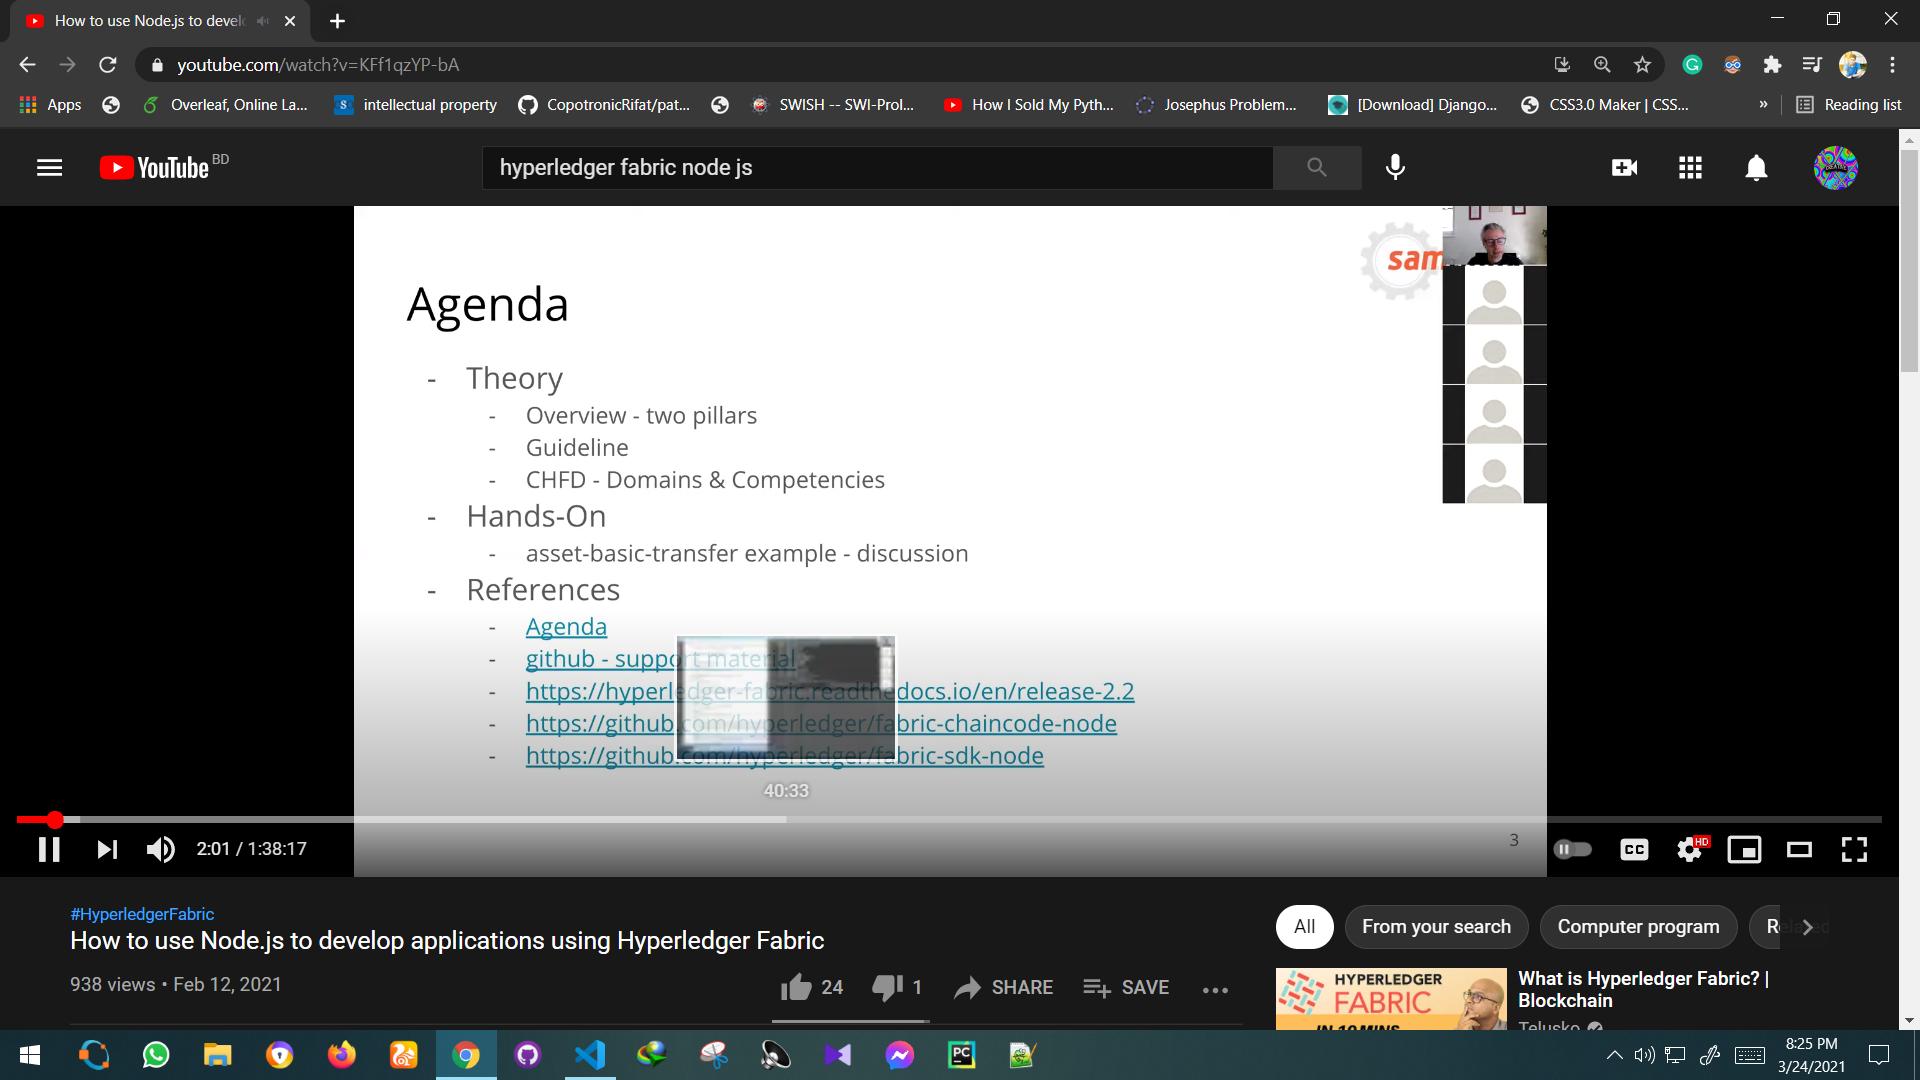 How to use Node.js to devel
youtube.com/watch?v=KFf1qzYP-bA
Apps
Overleaf, Online La...
intellectual property
CopotronicRifat/pat...
SWISH -- SWI-Prol...
How I Sold My Pyth...
Josephus Problem...
[Download] Django...
CSS3.0 Maker | CSS...
»
Reading list
YouTube BD
hyperledger fabric node js
sam
Agenda
- Theory
- Overview - two pillars
- Guideline
- CHFD - Domains & Competencies
- Hands-On
- asset-basic-transfer example - discussion
- References
- Agenda
- github - support material
- https://hyperledger-fabric.readthedocs.io/en/release-2.2
- https://github.com/hyperledger/fabric-chaincode-node
- https://github.com/hyperledger/fabric-sdk-node
40:33
3
2:01 / 1:38:17
CC
HD
#HyperledgerFabric
How to use Node.js to develop applications using Hyperledger Fabric
938 views • Feb 12, 2021
24
1
SHARE
SAVE
All
From your search
Computer program
Related
HYPERLEDGER
FABRIC
IN 10 MINS
What is Hyperledger Fabric? |
Blockchain
Telusko
PC
8:25 PM
3/24/2021